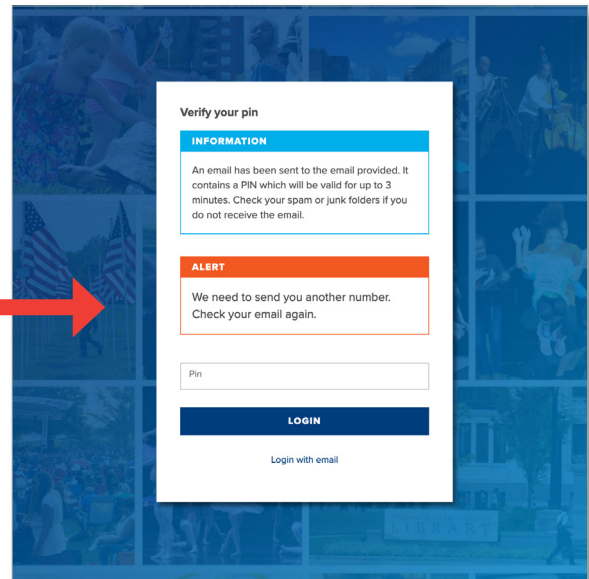 Verify your pin
INFORMATION
An email has been sent to the email provided. It
contains a PIN which will be valid for up to 3
minutes. Check your spam or junk folders if you
do not receive the email.
ALERT
We need to send you another number.
Check your email again.
Pin
LOGIN
Login with email
LIBRARY